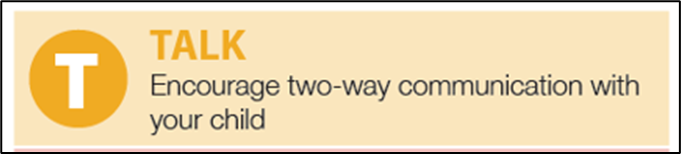 T
TALK
Encourage two-way communication with
your child